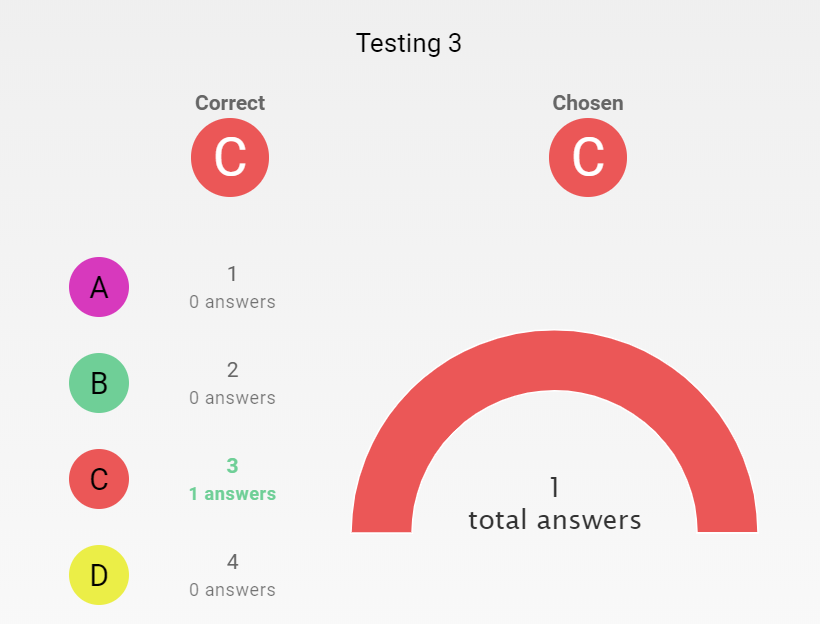 Testing 3
Correct
Chosen
C
C
A
1
0 answers
B
2
0 answers
C
3
1 answers
D
4
0 answers
1
total answers